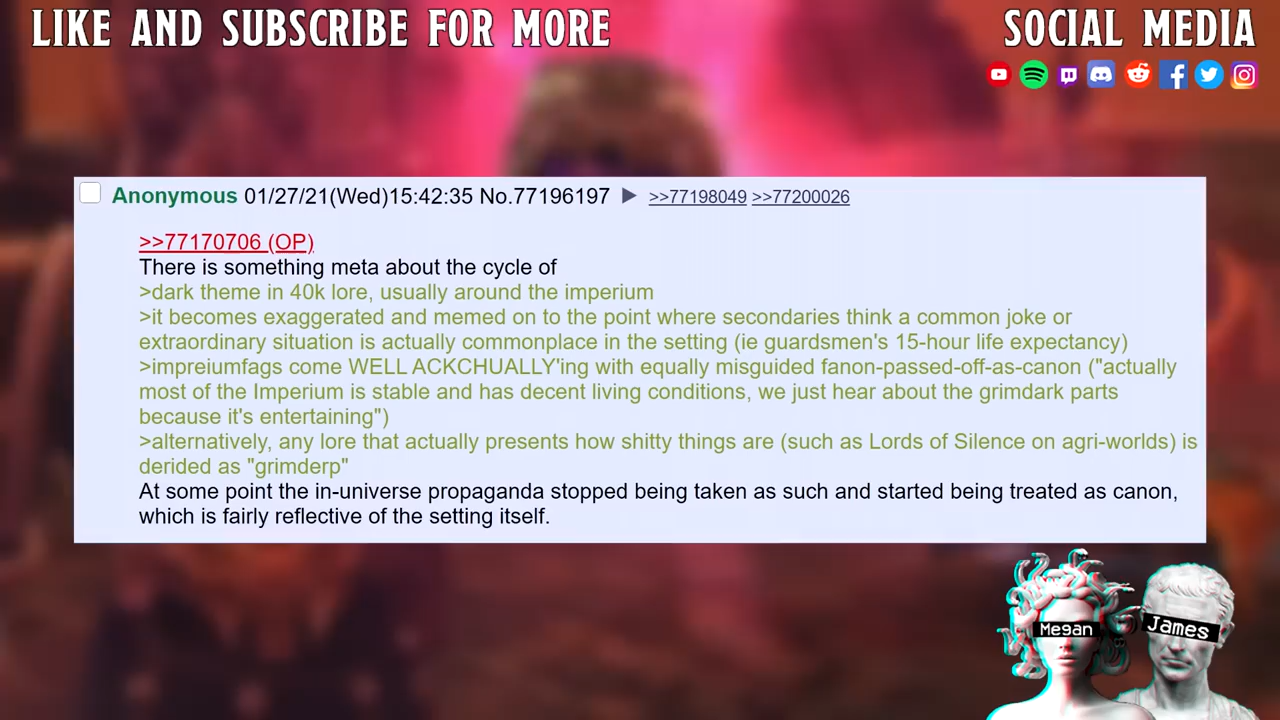 LIKE AND SUBSCRIBE FOR MORE
SOCIAL MEDIA
Anonymous 01/27/21(Wed)15:42:35 No.77196197 ▶ >>77198049 >>77200026
>>77170706 (OP)
There is something meta about the cycle of
>dark theme in 40k lore, usually around the imperium
>it becomes exaggerated and memed on to the point where secondaries think a common joke or
extraordinary situation is actually commonplace in the setting (ie guardsmen's 15-hour life expectancy)
>impreiumfags come WELL ACKCHUALLY'ing with equally misguided fanon-passed-off-as-canon ("actually
most of the Imperium is stable and has decent living conditions, we just hear about the grimdark parts
because it's entertaining")
>alternatively, any lore that actually presents how shitty things are (such as Lords of Silence on agri-worlds) is
derided as "grimderp"
At some point the in-universe propaganda stopped being taken as such and started being treated as canon,
which is fairly reflective of the setting itself.
Megan
James